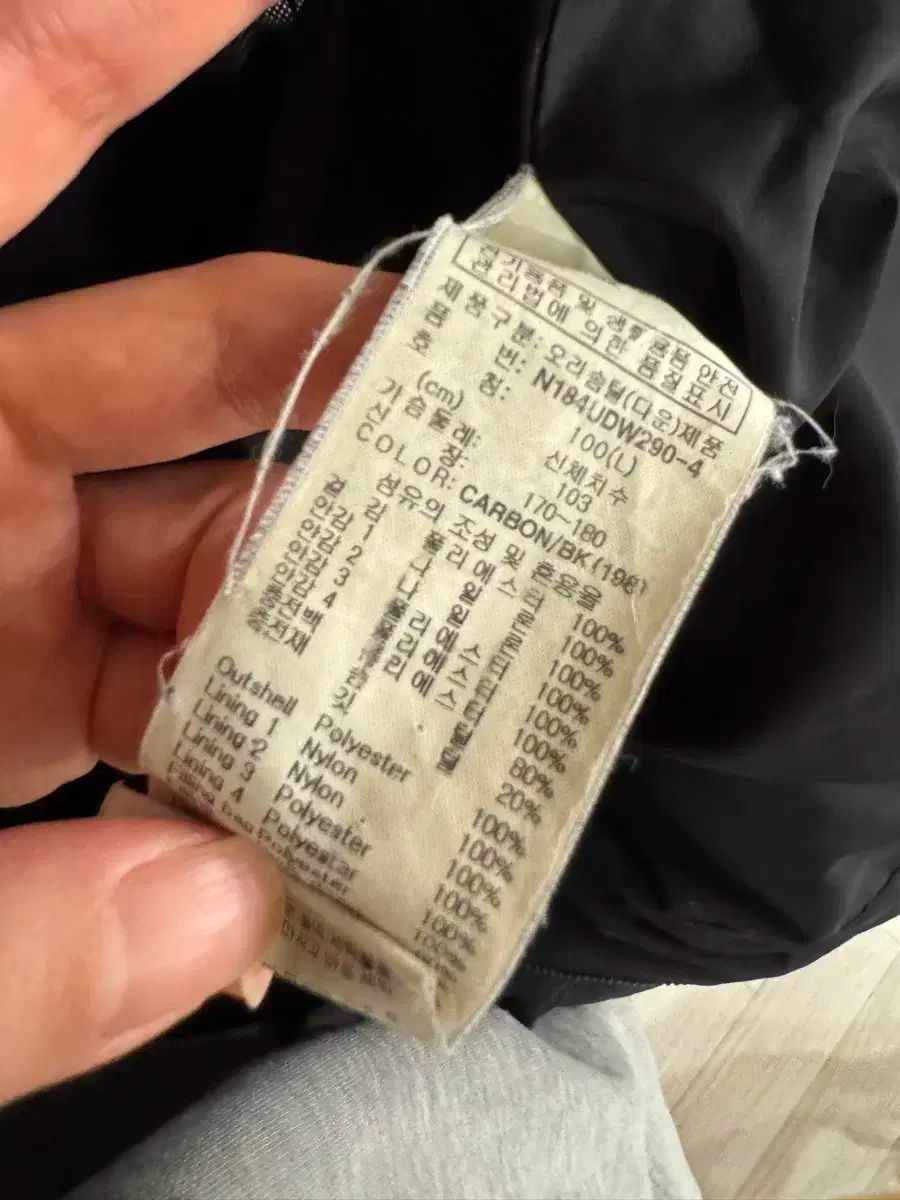 전기용품 및 생활용품 안전
관리법에 의한 품질표시
제품구분: 오리솜털(다운)제품
품 번: N184UDW290-4
호 칭: 100(L)
(cm) 신체치수
가슴둘레: 103
신 장: 170~180
COLOR: CARBON/BK(198)
섬유의 조성 및 혼용율
겉 감 폴리에스터 100%
안감 1 나일론 100%
안감 2 나일론 100%
안감 3 폴리에스터 100%
안감 4 폴리에스터 100%
충전백 폴리에스터 100%
충전재 80%
깃 20%
Outshell Polyester 100%
Lining 1 Nylon 100%
Lining 2 Nylon 100%
Lining 3 Polyester 100%
Lining 4 Polyester 100%
Polyester 100%